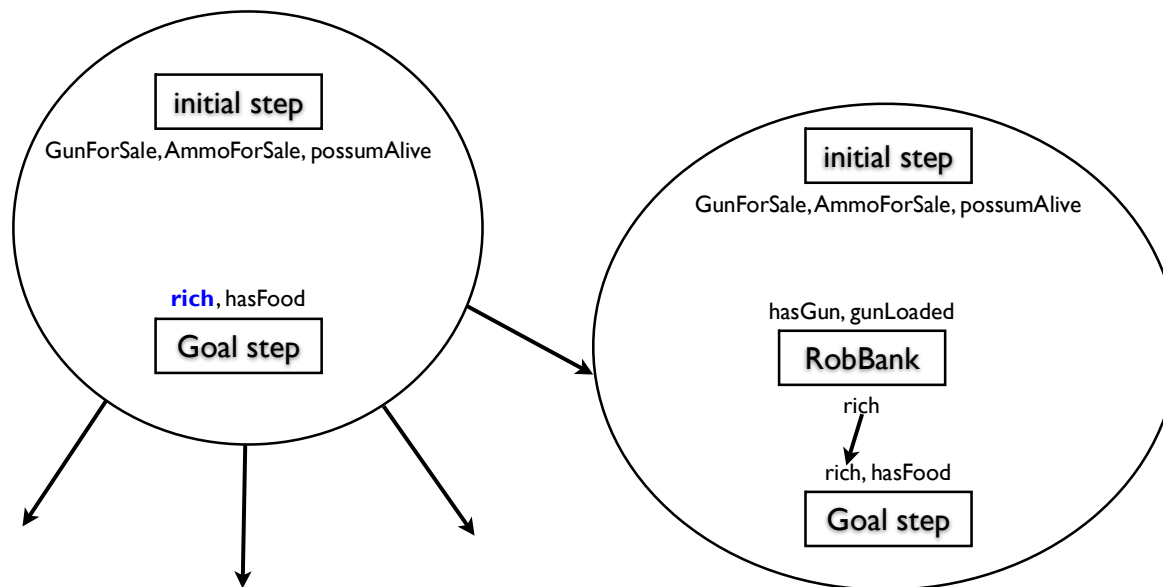 initial step
GunForSale, AmmoForSale, possumAlive
rich, hasFood
Goal step
initial step
GunForSale, AmmoForSale, possumAlive
hasGun, gunLoaded
RobBank
rich
rich, hasFood
Goal step